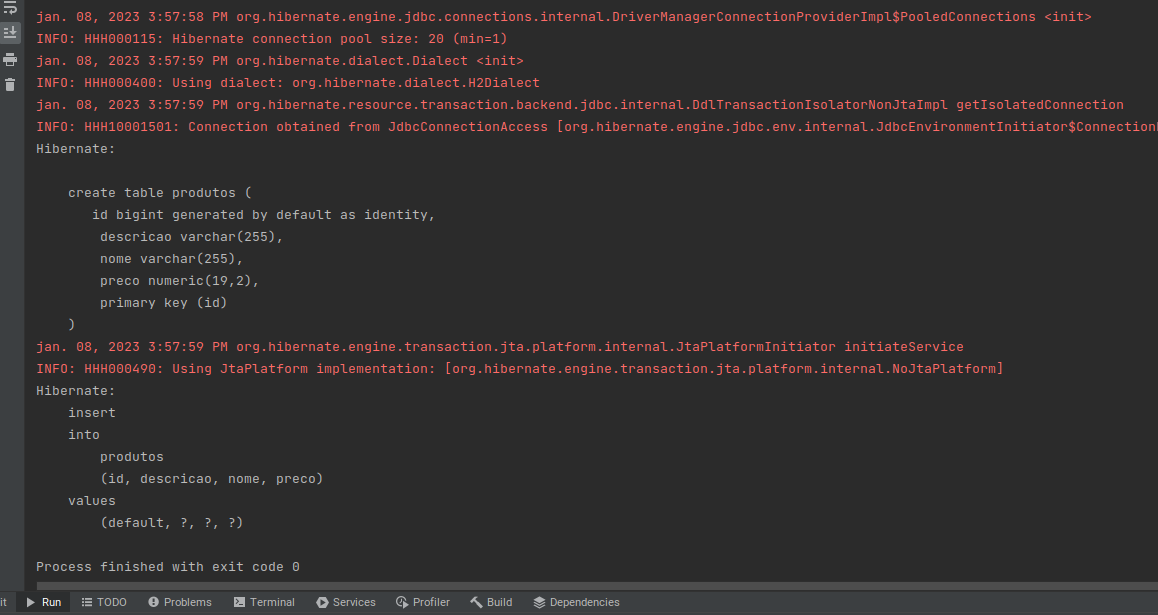 jan. 08, 2023 3:57:58 PM org.hibernate.engine.jdbc.connections.internal.DriverManagerConnectionProviderImpl$PooledConnections <init>
INFO: HHH000115: Hibernate connection pool size: 20 (min=1)
jan. 08, 2023 3:57:59 PM org.hibernate.dialect.Dialect <init>
INFO: HHH000400: Using dialect: org.hibernate.dialect.H2Dialect
jan. 08, 2023 3:57:59 PM org.hibernate.resource.transaction.backend.jdbc.internal.DdlTransactionIsolatorNonJtaImpl getIsolatedConnection
INFO: HHH10001501: Connection obtained from JdbcConnectionAccess [org.hibernate.engine.jdbc.env.internal.JdbcEnvironmentInitiator$Connection
Hibernate:
create table produtos (
id bigint generated by default as identity,
descricao varchar(255),
nome varchar(255),
preco numeric(19,2),
primary key (id)
)
jan. 08, 2023 3:57:59 PM org.hibernate.engine.transaction.jta.platform.internal.JtaPlatformInitiator initiateService
INFO: HHH000490: Using JtaPlatform implementation: [org.hibernate.engine.transaction.jta.platform.internal.NoJtaPlatform]
Hibernate:
insert
into
produtos
(id, descricao, nome, preco)
values
(default, ?, ?, ?)
Process finished with exit code 0
it Run TODO Problems Terminal Services Profiler Build Dependencies